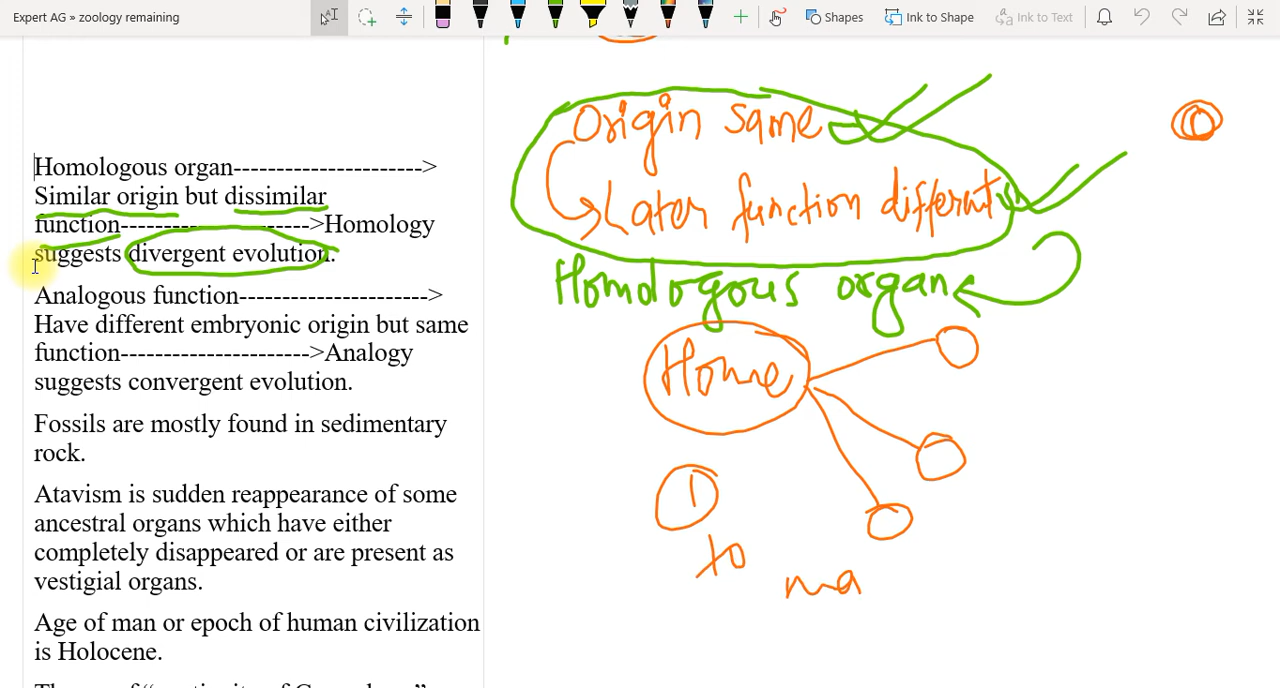 Expert AG » zoology remaining
Shapes
Ink to Shape
Ink to Text
Homologous organ---------------------->
Similar origin but dissimilar
function---------------------->Homology
suggests divergent evolution.
Analogous function---------------------->
Have different embryonic origin but same
function---------------------->Analogy
suggests convergent evolution.
Fossils are mostly found in sedimentary
rock.
Atavism is sudden reappearance of some
ancestral organs which have either
completely disappeared or are present as
vestigial organs.
Age of man or epoch of human civilization
is Holocene.
Origin same
Later function different
Homologous organ
Home
1
to
ma